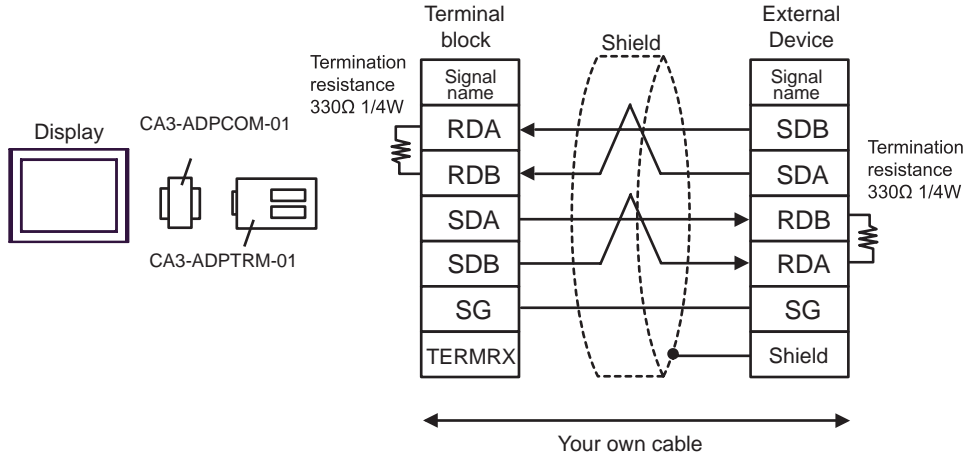 Display
CA3-ADPCOM-01
CA3-ADPTRM-01
Termination
resistance
330Ω 1/4W
Terminal
block
Signal
name
RDA
RDB
SDA
SDB
SG
TERMRX
Shield
External
Device
Signal
name
SDB
SDA
RDB
RDA
SG
Shield
Termination
resistance
330Ω 1/4W
Your own cable